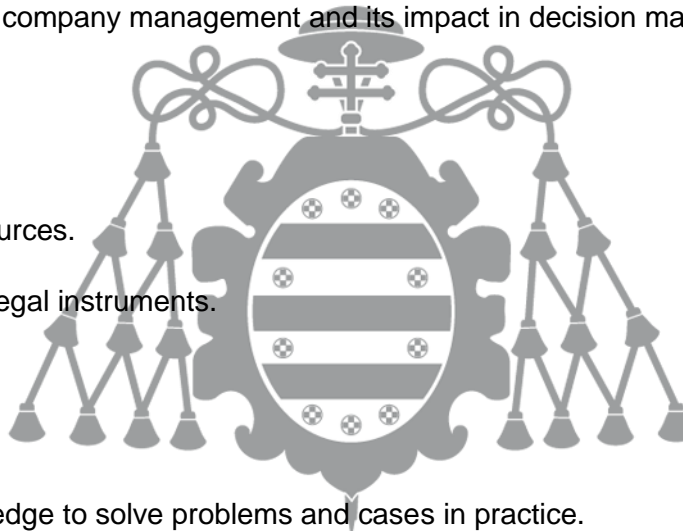 company management and its impact in decision ma
urces.
egal instruments.
edge to solve problems and cases in practice.